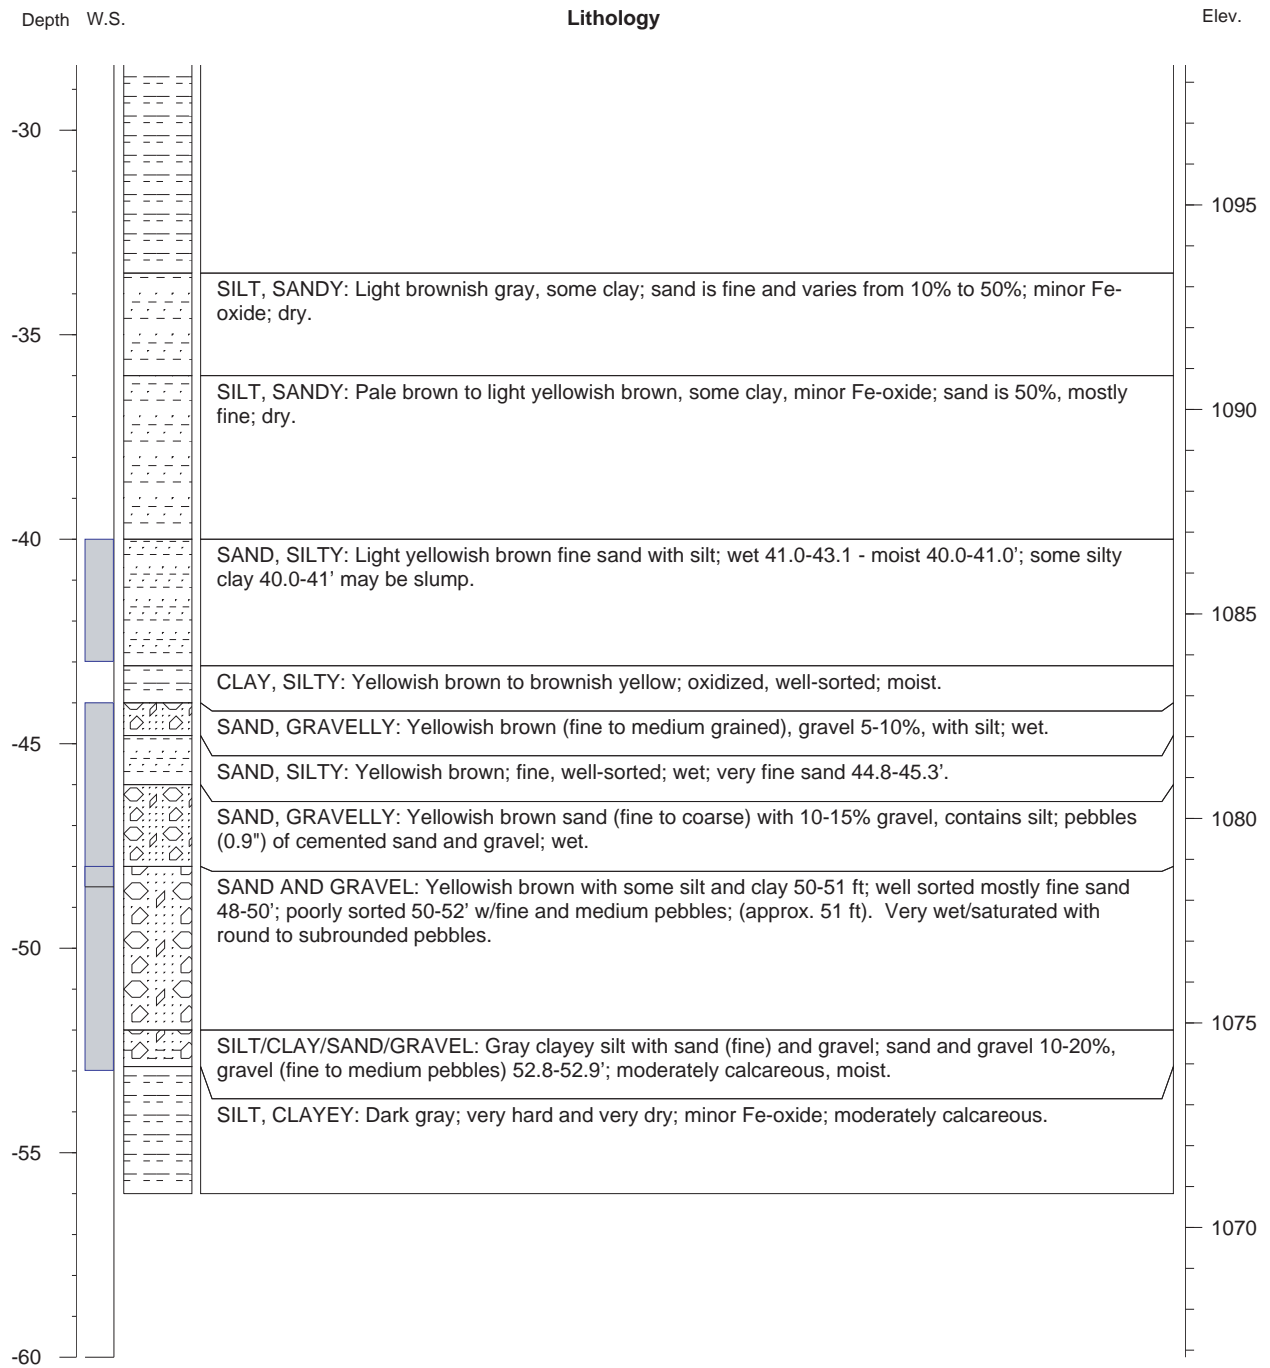 Depth W.S. Lithology Elev.
-30
1095
SILT, SANDY: Light brownish gray, some clay; sand is fine and varies from 10% to 50%; minor Fe-
oxide; dry.
-35
SILT, SANDY: Pale brown to light yellowish brown, some clay, minor Fe-oxide; sand is 50%, mostly
fine; dry.
1090
-40
SAND, SILTY: Light yellowish brown fine sand with silt; wet 41.0-43.1 - moist 40.0-41.0’; some silty
clay 40.0-41’ may be slump.
1085
CLAY, SILTY: Yellowish brown to brownish yellow; oxidized, well-sorted; moist.
SAND, GRAVELLY: Yellowish brown (fine to medium grained), gravel 5-10%, with silt; wet.
-45
SAND, SILTY: Yellowish brown; fine, well-sorted; wet; very fine sand 44.8-45.3’.
SAND, GRAVELLY: Yellowish brown sand (fine to coarse) with 10-15% gravel, contains silt; pebbles
(0.9") of cemented sand and gravel; wet.
1080
SAND AND GRAVEL: Yellowish brown with some silt and clay 50-51 ft; well sorted mostly fine sand
48-50’; poorly sorted 50-52’ w/fine and medium pebbles; (approx. 51 ft). Very wet/saturated with
round to subrounded pebbles.
-50
1075
SILT/CLAY/SAND/GRAVEL: Gray clayey silt with sand (fine) and gravel; sand and gravel 10-20%,
gravel (fine to medium pebbles) 52.8-52.9’; moderately calcareous, moist.
SILT, CLAYEY: Dark gray; very hard and very dry; minor Fe-oxide; moderately calcareous.
-55
1070
-60